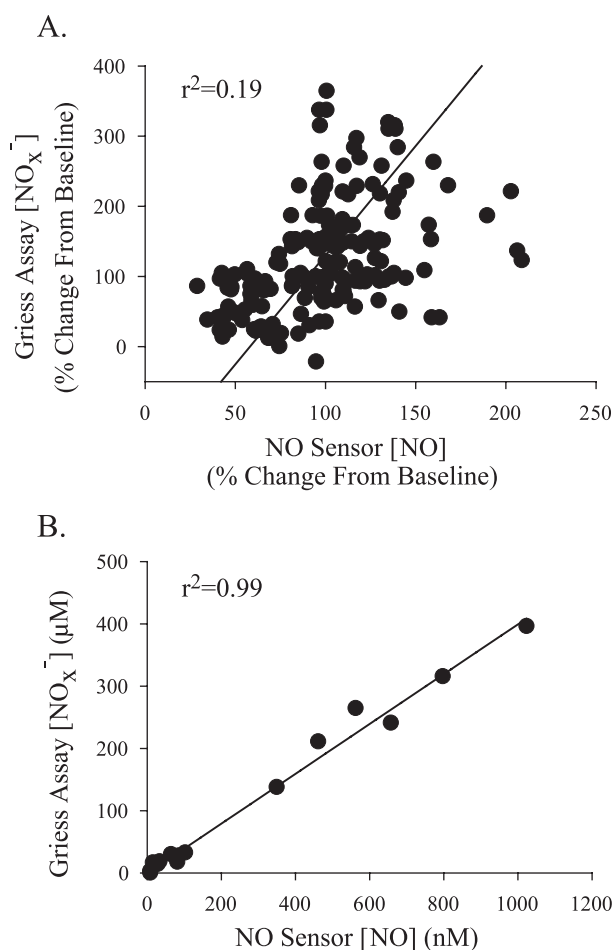 A.
r²=0.19
400
300
200
100
0
Griess Assay [NOx⁻]
(% Change From Baseline)
0 50 100 150 200 250
NO Sensor [NO]
(% Change From Baseline)
B.
r²=0.99
500
400
300
200
100
0
Griess Assay [NOx⁻] (µM)
0 200 400 600 800 1000 1200
NO Sensor [NO] (nM)